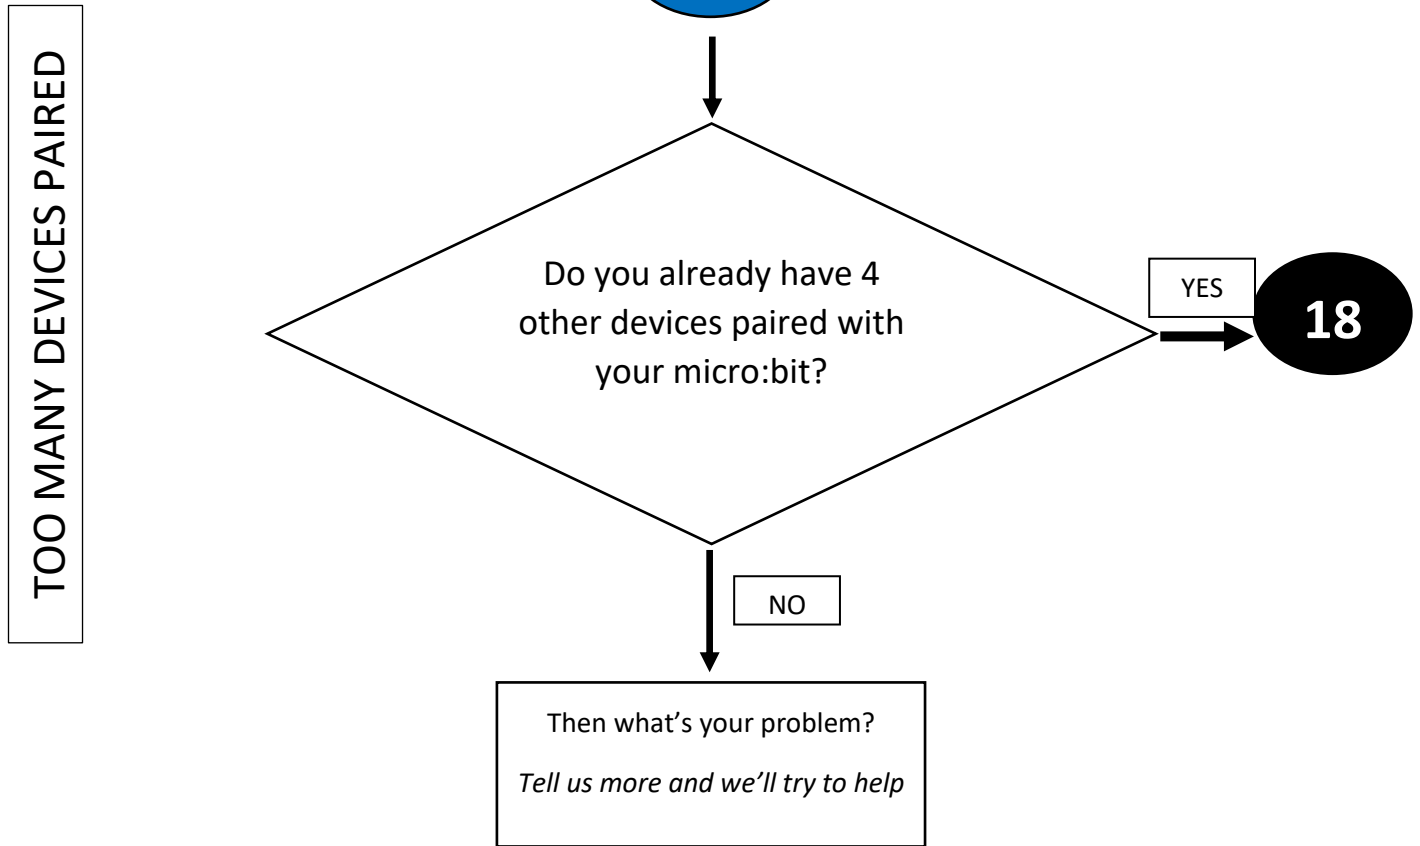 TOO MANY DEVICES PAIRED
Do you already have 4
other devices paired with
your micro:bit?
YES
18
NO
Then what’s your problem?
Tell us more and we’ll try to help